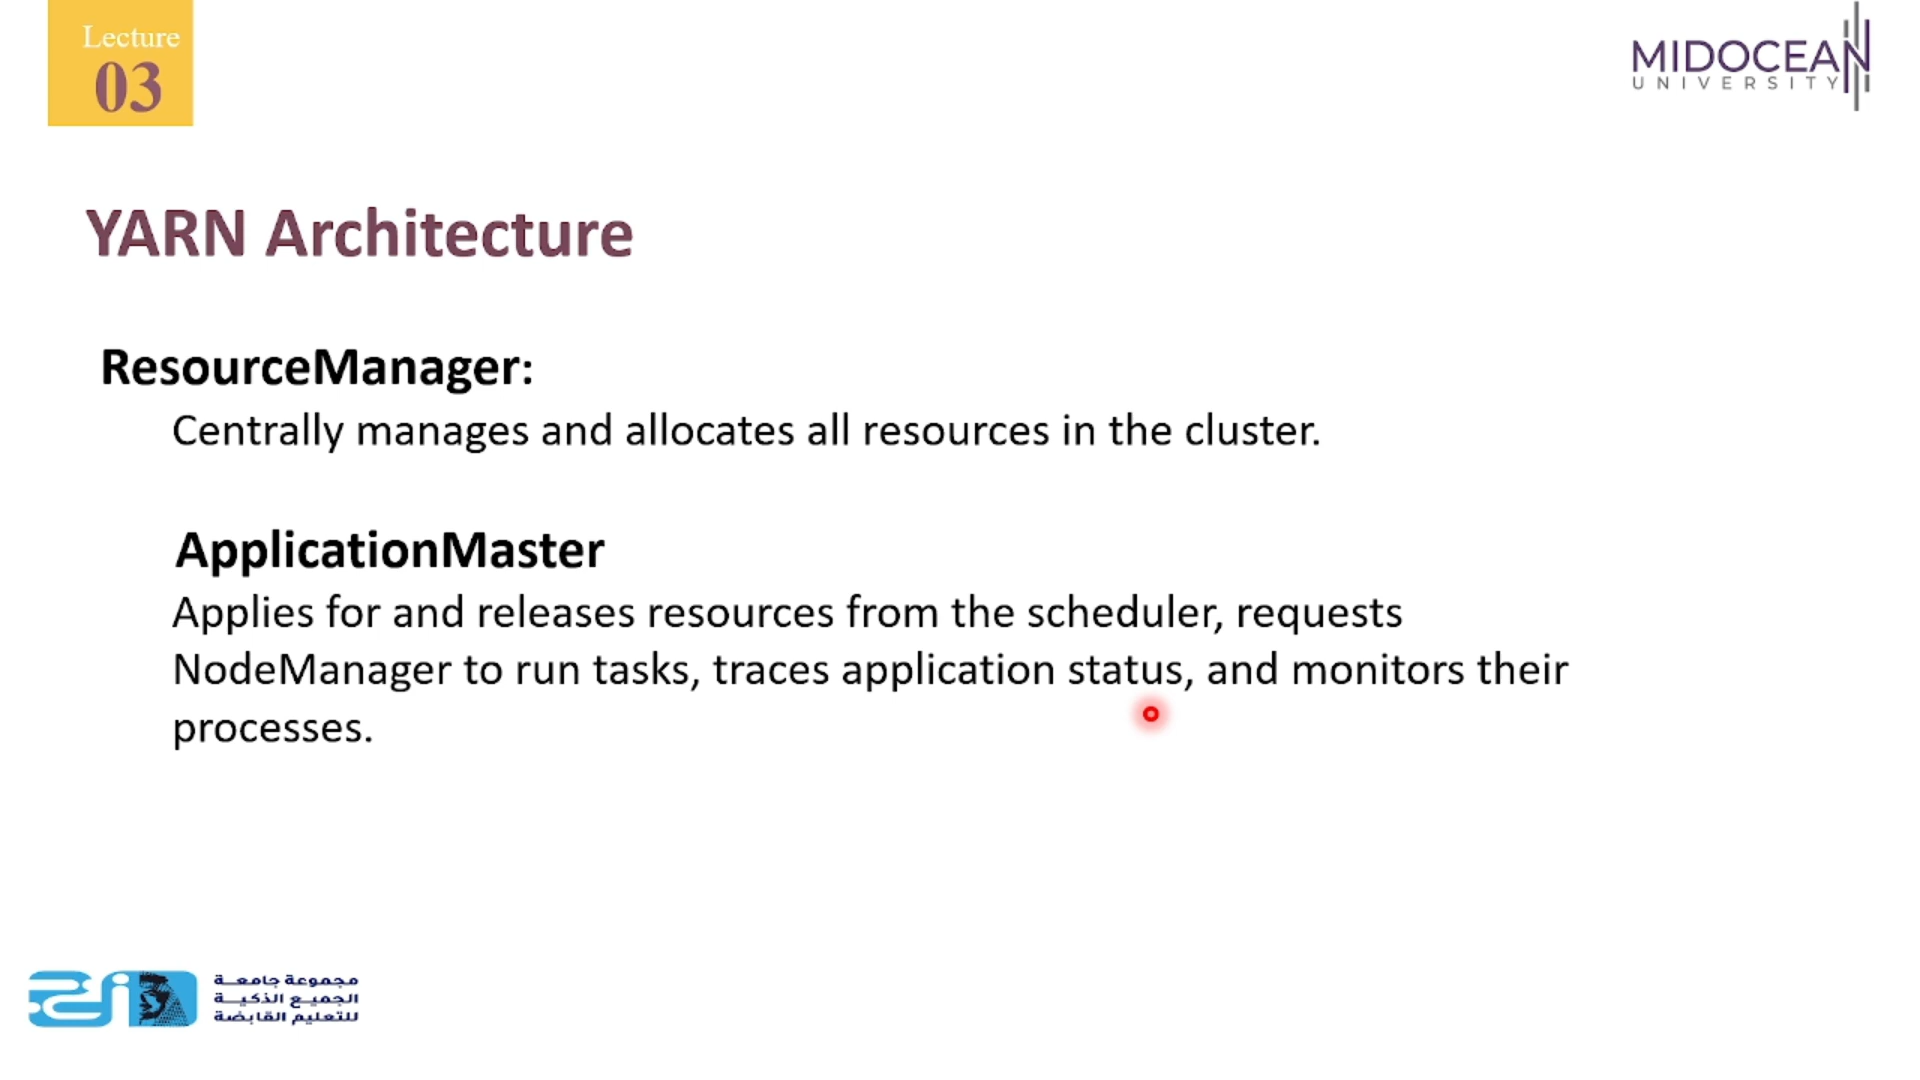 Lecture
03
MIDOCEAN
UNIVERSITY
YARN Architecture
ResourceManager:
Centrally manages and allocates all resources in the cluster.
ApplicationMaster
Applies for and releases resources from the scheduler, requests
NodeManager to run tasks, traces application status, and monitors their
processes.
مجموعة جامعة
الجميع الذكية
للتعليم القابضة